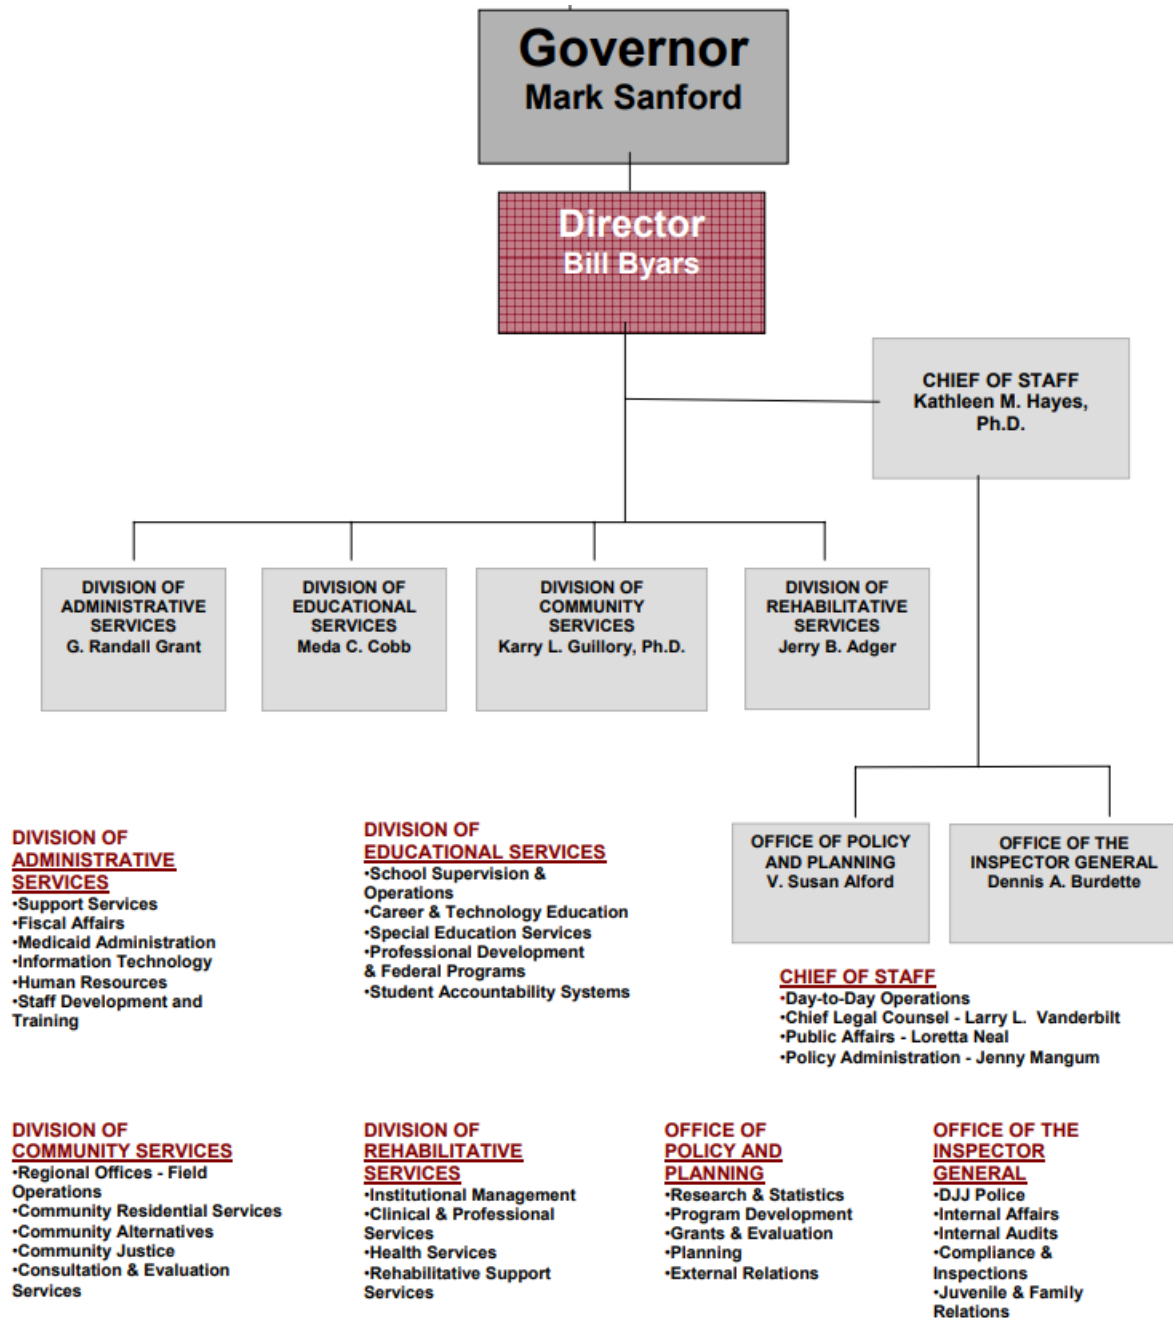 Governor
Mark Sanford
Director
Bill Byars
CHIEF OF STAFF
Kathleen M. Hayes,
Ph.D.
DIVISION OF
ADMINISTRATIVE
SERVICES
G. Randall Grant
DIVISION OF
EDUCATIONAL
SERVICES
Meda C. Cobb
DIVISION OF
COMMUNITY
SERVICES
Karry L. Guillory, Ph.D.
DIVISION OF
REHABILITATIVE
SERVICES
Jerry B. Adger
OFFICE OF POLICY
AND PLANNING
V. Susan Alford
OFFICE OF THE
INSPECTOR GENERAL
Dennis A. Burdette
DIVISION OF
ADMINISTRATIVE
SERVICES
•Support Services
•Fiscal Affairs
•Medicaid Administration
•Information Technology
•Human Resources
•Staff Development and
Training
DIVISION OF
EDUCATIONAL SERVICES
•School Supervision &
Operations
•Career & Technology Education
•Special Education Services
•Professional Development
& Federal Programs
•Student Accountability Systems
CHIEF OF STAFF
•Day-to-Day Operations
•Chief Legal Counsel - Larry L. Vanderbilt
•Public Affairs - Loretta Neal
•Policy Administration - Jenny Mangum
DIVISION OF
COMMUNITY SERVICES
•Regional Offices - Field
Operations
•Community Residential Services
•Community Alternatives
•Community Justice
•Consultation & Evaluation
Services
DIVISION OF
REHABILITATIVE
SERVICES
•Institutional Management
•Clinical & Professional
Services
•Health Services
•Rehabilitative Support
Services
OFFICE OF
POLICY AND
PLANNING
•Research & Statistics
•Program Development
•Grants & Evaluation
•Planning
•External Relations
OFFICE OF THE
INSPECTOR
GENERAL
•DJJ Police
•Internal Affairs
•Internal Audits
•Compliance &
Inspections
•Juvenile & Family
Relations